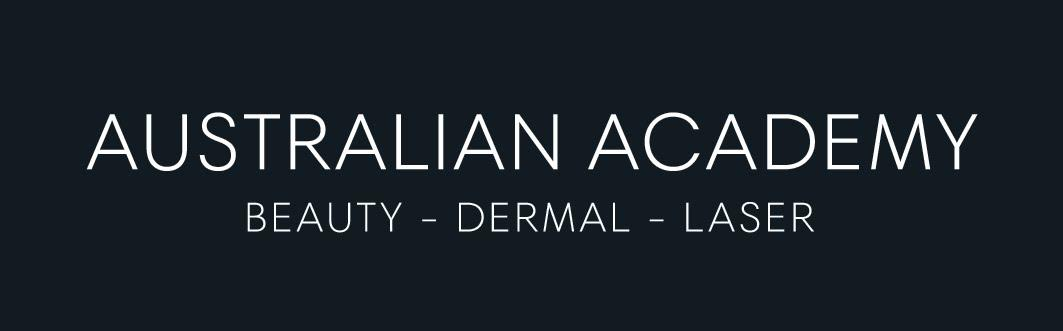 AUSTRALIAN ACADEMY
BEAUTY - DERMAL - LASER